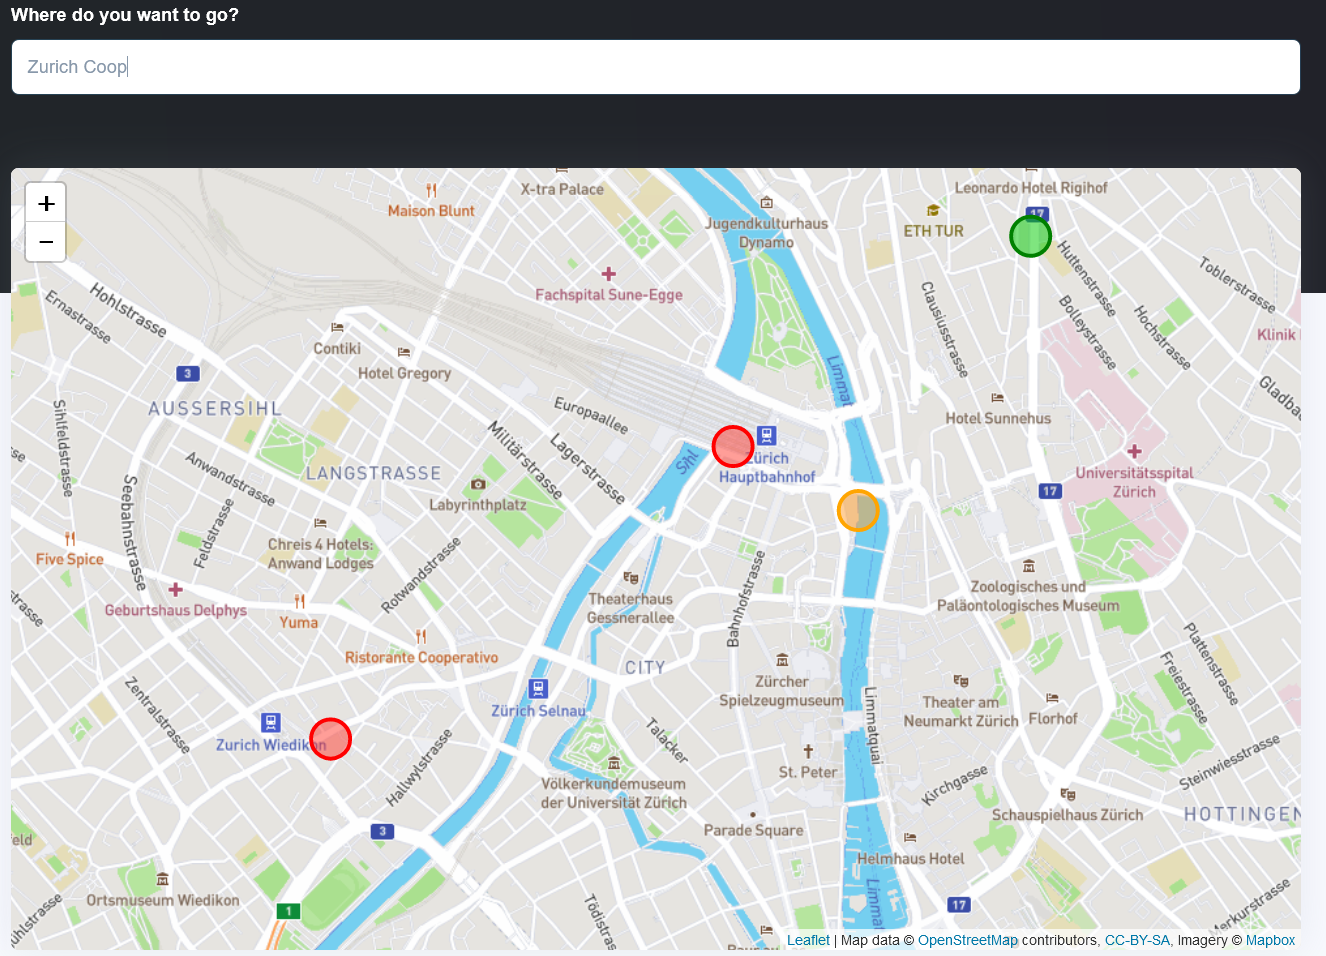 Where do you want to go?
Zurich Coop
+
−
X-tra Palace
Maison Blunt
Leonardo Hotel Rigihof
17
Jugendkulturhaus
Dynamo
ETH TUR
Huttenstrasse
Toblerstrasse
Fachspital Sune-Egge
Hohlstrasse
Ernastrasse
Clausiusstrasse
Bolleystrasse
Hochstrasse
Klinik
Contiki
Hotel Gregory
3
Limmat
AUSSERSIHL
Sihlfeldstrasse
Europaallee
Hotel Sunnehus
Militärstrasse
Lagerstrasse
Anwandstrasse
LANGSTRASSE
Sihl
Zürich
Hauptbahnhof
Universitätsspital
Zürich
17
Seebahnstrasse
Labyrinthplatz
Feldstrasse
Five Spice
Chreis 4 Hotels:
Anwand Lodges
Rotwandstrasse
Theaterhaus
Gessnerallee
Bahnhofstrasse
Zoologisches und
Paläontologisches Museum
Geburtshaus Delphys
Yuma
Ristorante Cooperativo
CITY
Plattenstrasse
Freiestrasse
Zürcher
Spielzeugmuseum
Theater am
Neumarkt Zürich
Florhof
Zürich Selnau
Zentralstrasse
Zurich Wiedikon
Hallwylstrasse
Talacker
Limmatquai
St. Peter
Kirchgasse
Steinwiesstrasse
Völkerkundemuseum
der Universität Zürich
Schauspielhaus Zürich
HOTTINGEN
Parade Square
3
Helmhaus Hotel
Ortsmuseum Wiedikon
1
Limmat
17
Leaflet | Map data © OpenStreetMap contributors, CC-BY-SA, Imagery © Mapbox